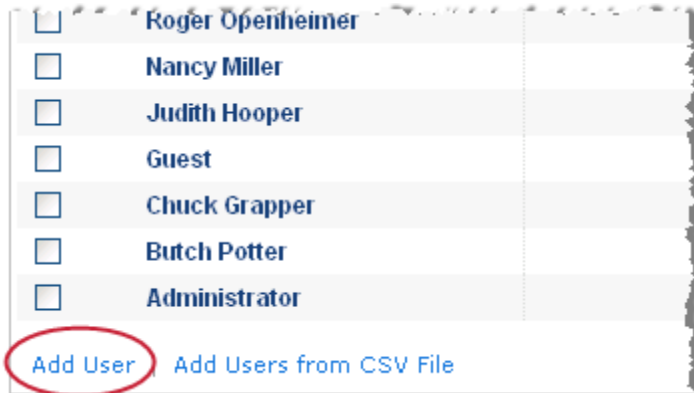 Roger Openheimer
Nancy Miller
Judith Hooper
Guest
Chuck Grapper
Butch Potter
Administrator
Add User | Add Users from CSV File